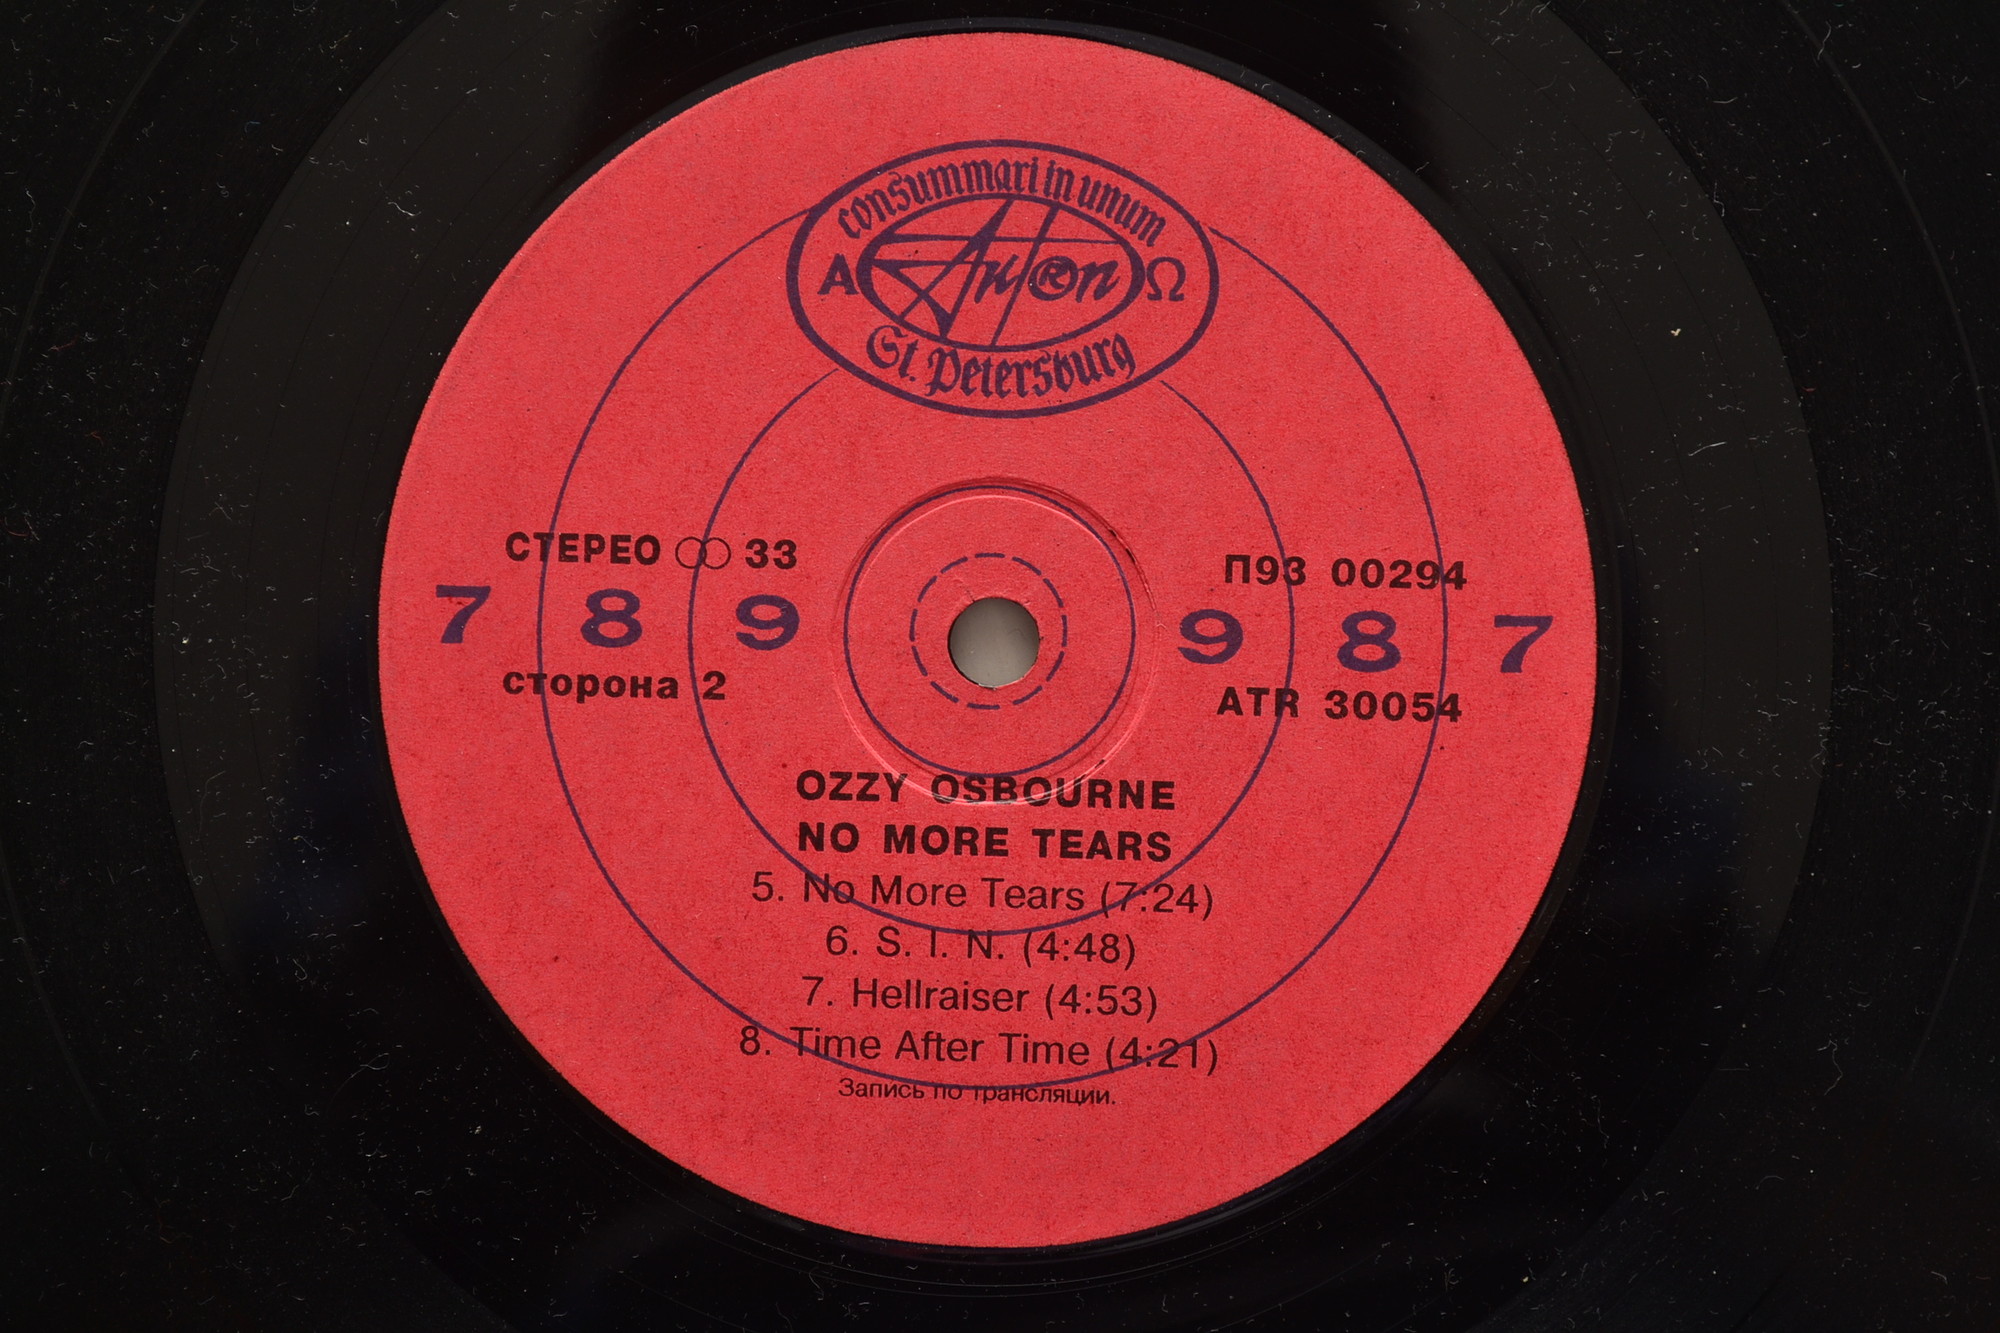 consummari in unum
Α Antⓡn Ω
St. Petersburg
СТЕРЕО 33
П93 00294
7 8 9 9 8 7
сторона 2
ATR 30054
OZZY OSBOURNE
NO MORE TEARS
5. No More Tears (7:24)
6. S. I. N. (4:48)
7. Hellraiser (4:53)
8. Time After Time (4:21)
Запись по трансляции.